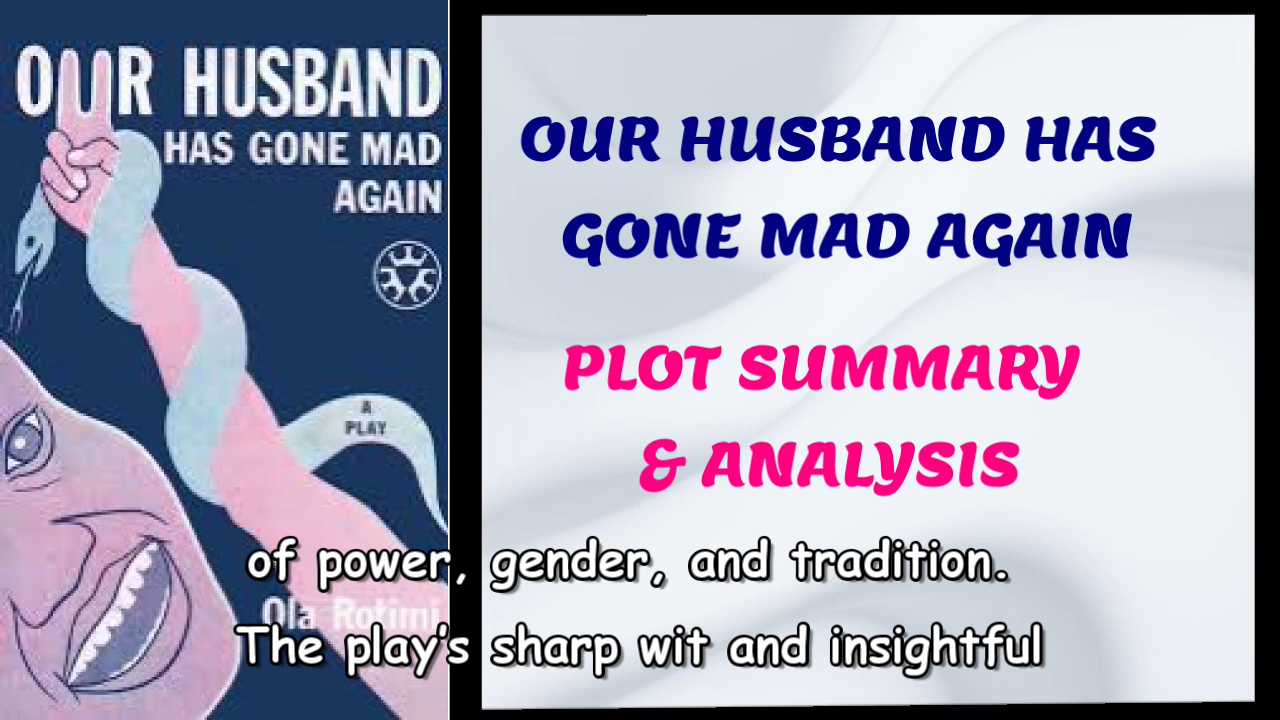 OUR HUSBAND
HAS GONE MAD
AGAIN
A
PLAY
Ola Rotimi
OUR HUSBAND HAS
GONE MAD AGAIN
PLOT SUMMARY
& ANALYSIS
of power, gender, and tradition.
The play's sharp wit and insightful